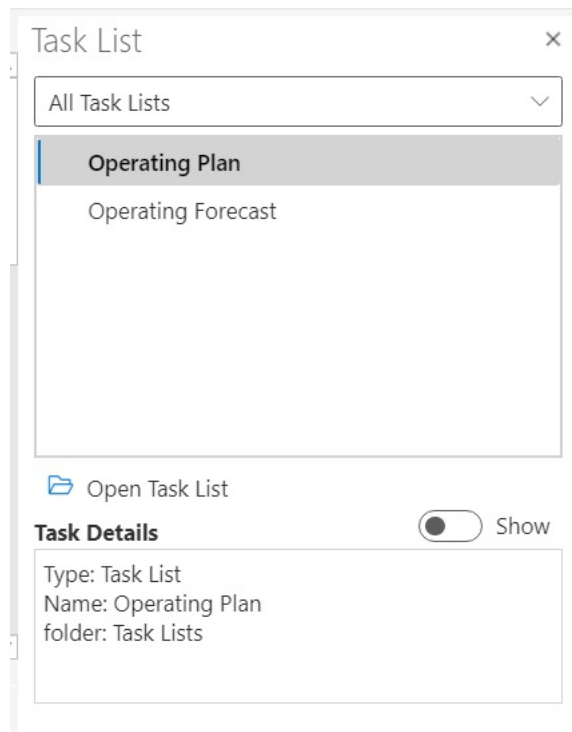 Task List
All Task Lists
Operating Plan
Operating Forecast
Open Task List
Task Details
Show
Type: Task List
Name: Operating Plan
folder: Task Lists